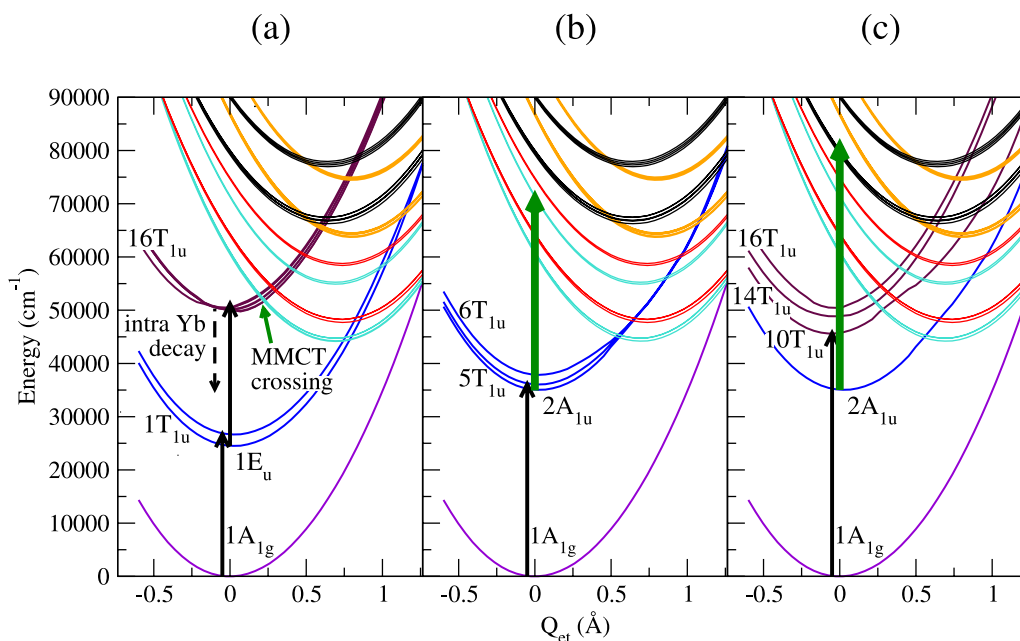 (a) (b) (c)
90000
80000
70000
60000
50000
40000
30000
20000
10000
0
Energy (cm⁻¹)
16T₁ᵤ
intra Yb
decay
MMCT
crossing
1T₁ᵤ
1Eᵤ
1A₁g
-0.5 0 0.5 1
6T₁ᵤ
5T₁ᵤ
2A₁ᵤ
1A₁g
-0.5 0 0.5 1
16T₁ᵤ
14T₁ᵤ
10T₁ᵤ
2A₁ᵤ
1A₁g
-0.5 0 0.5 1
Qet (Å)